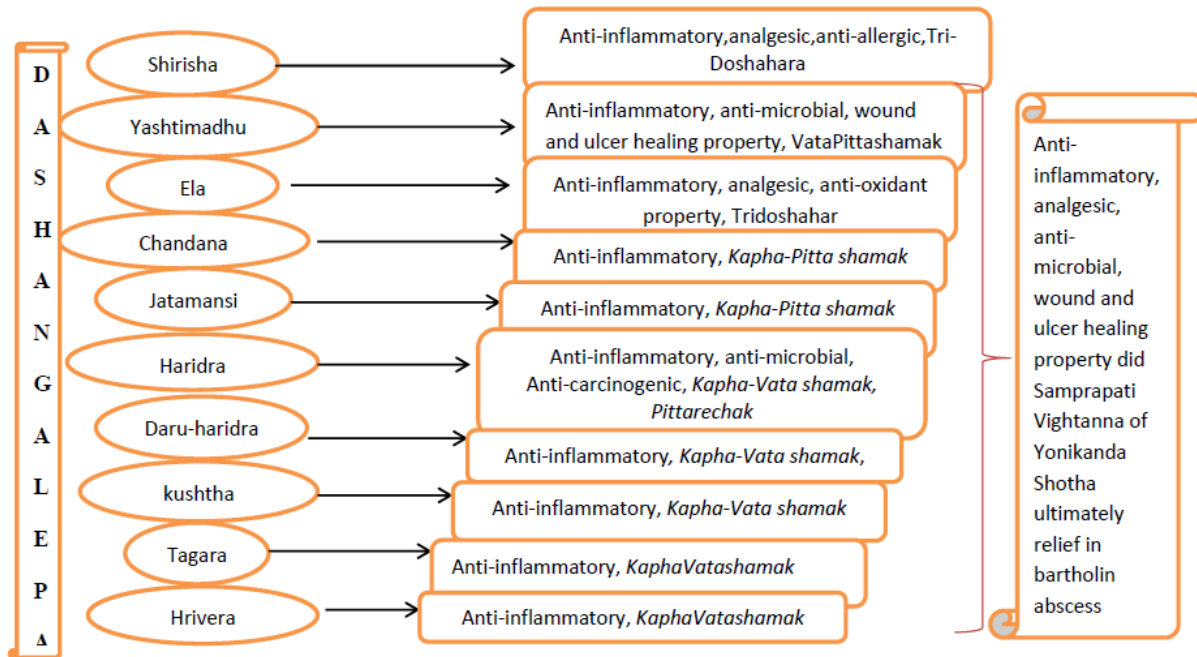 D
A
S
H
A
N
G
A
L
E
P
A
Shirisha
Anti-inflammatory,analgesic,anti-allergic,Tri-
Doshahara
Yashtimadhu
Anti-inflammatory, anti-microbial, wound
and ulcer healing property, VataPittashamak
Ela
Anti-inflammatory, analgesic, anti-oxidant
property, Tridoshahar
Chandana
Anti-inflammatory, Kapha-Pitta shamak
Jatamansi
Anti-inflammatory, Kapha-Pitta shamak
Haridra
Anti-inflammatory, anti-microbial,
Anti-carcinogenic, Kapha-Vata shamak,
Pittarechak
Daru-haridra
Anti-inflammatory, Kapha-Vata shamak,
kushtha
Anti-inflammatory, Kapha-Vata shamak
Tagara
Anti-inflammatory, KaphaVatashamak
Hrivera
Anti-inflammatory, KaphaVatashamak
Anti-
inflammatory,
analgesic,
anti-
microbial,
wound and
ulcer healing
property did
Samprapati
Vightanna of
Yonikanda
Shotha
ultimately
relief in
bartholin
abscess